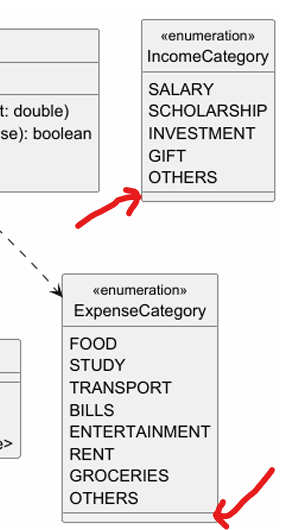 «enumeration»
IncomeCategory
SALARY
SCHOLARSHIP
INVESTMENT
GIFT
OTHERS
t: double)
se): boolean
«enumeration»
ExpenseCategory
FOOD
STUDY
TRANSPORT
BILLS
ENTERTAINMENT
RENT
GROCERIES
OTHERS
e>